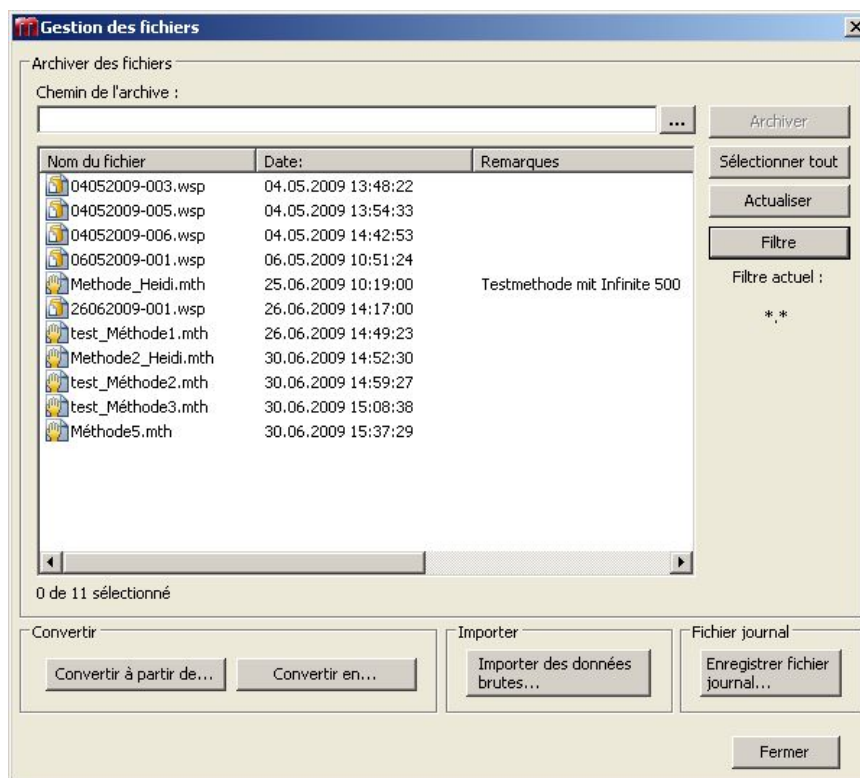 Gestion des fichiers
Archiver des fichiers
Chemin de l'archive :
...
Archiver
Nom du fichier Date: Remarques
Sélectionner tout
04052009-003.wsp 04.05.2009 13:48:22
04052009-005.wsp 04.05.2009 13:54:33
Actualiser
04052009-006.wsp 04.05.2009 14:42:53
Filtre
06052009-001.wsp 06.05.2009 10:51:24
Methode_Heidi.mth 25.06.2009 10:19:00 Testmethode mit Infinite 500
Filtre actuel :
26062009-001.wsp 26.06.2009 14:17:00
*.*
test_Méthode1.mth 26.06.2009 14:49:23
Methode2_Heidi.mth 30.06.2009 14:52:30
test_Méthode2.mth 30.06.2009 14:59:27
test_Méthode3.mth 30.06.2009 15:08:38
Méthode5.mth 30.06.2009 15:37:29
0 de 11 sélectionné
Convertir
Convertir à partir de...
Convertir en...
Importer
Importer des données
brutes...
Fichier journal
Enregistrer fichier
journal...
Fermer